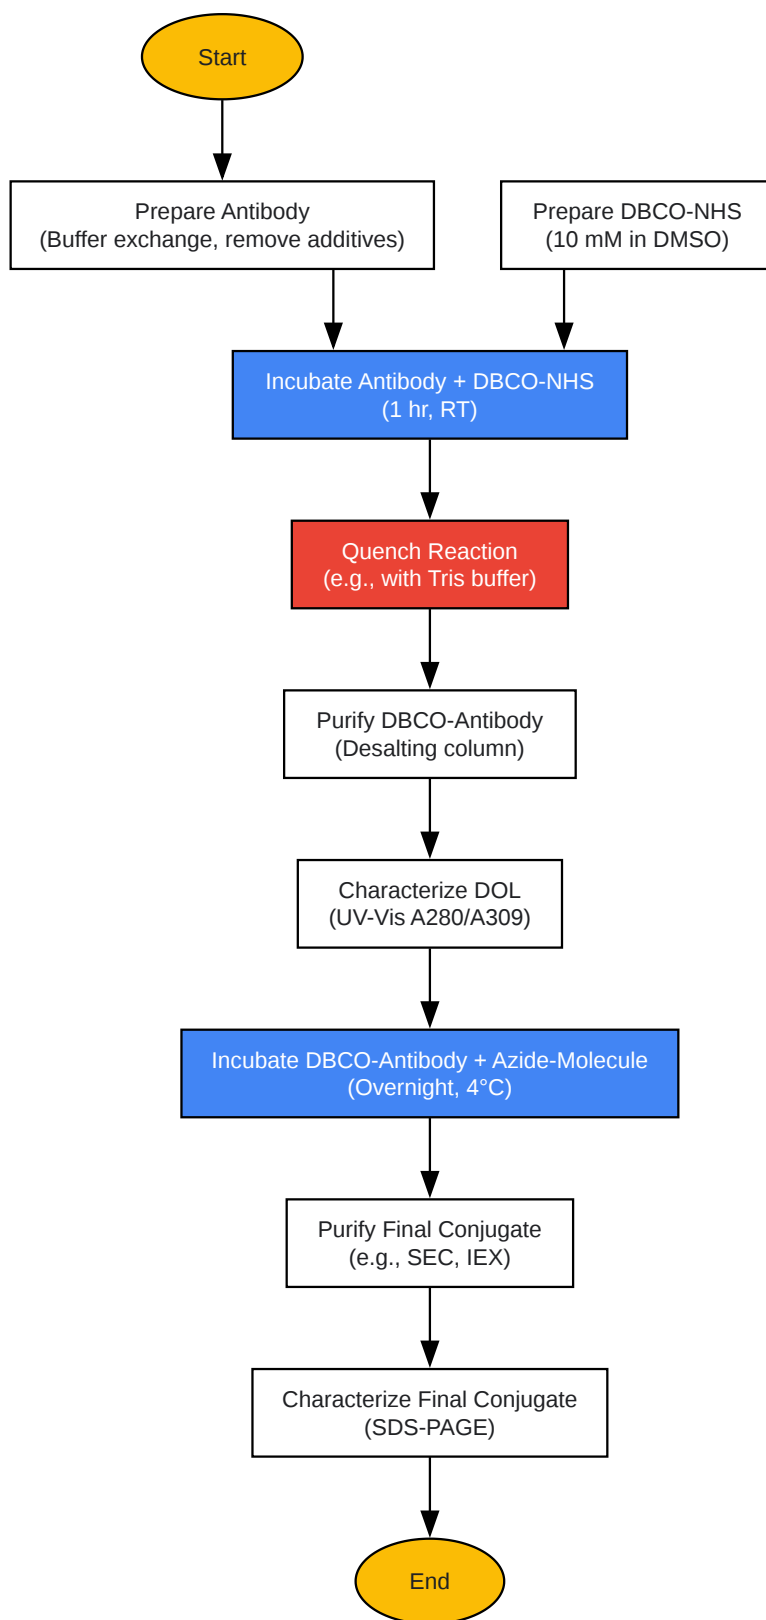 Start
Prepare Antibody
(Buffer exchange, remove additives)
Prepare DBCO-NHS
(10 mM in DMSO)
Incubate Antibody + DBCO-NHS
(1 hr, RT)
Quench Reaction
(e.g., with Tris buffer)
Purify DBCO-Antibody
(Desalting column)
Characterize DOL
(UV-Vis A280/A309)
Incubate DBCO-Antibody + Azide-Molecule
(Overnight, 4°C)
Purify Final Conjugate
(e.g., SEC, IEX)
Characterize Final Conjugate
(SDS-PAGE)
End